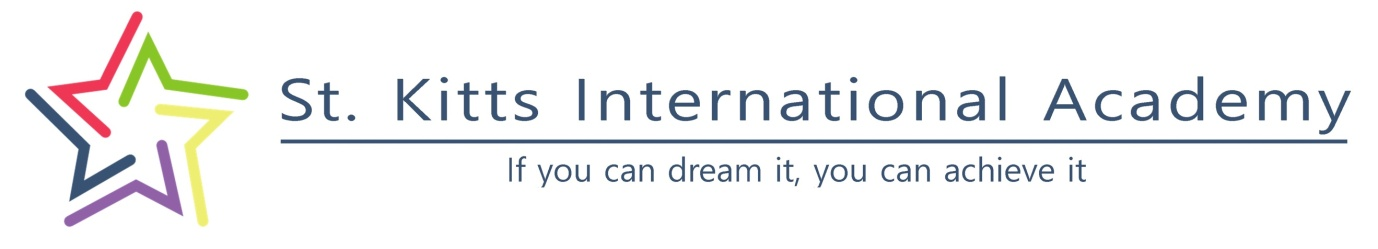 St. Kitts International Academy
If you can dream it, you can achieve it